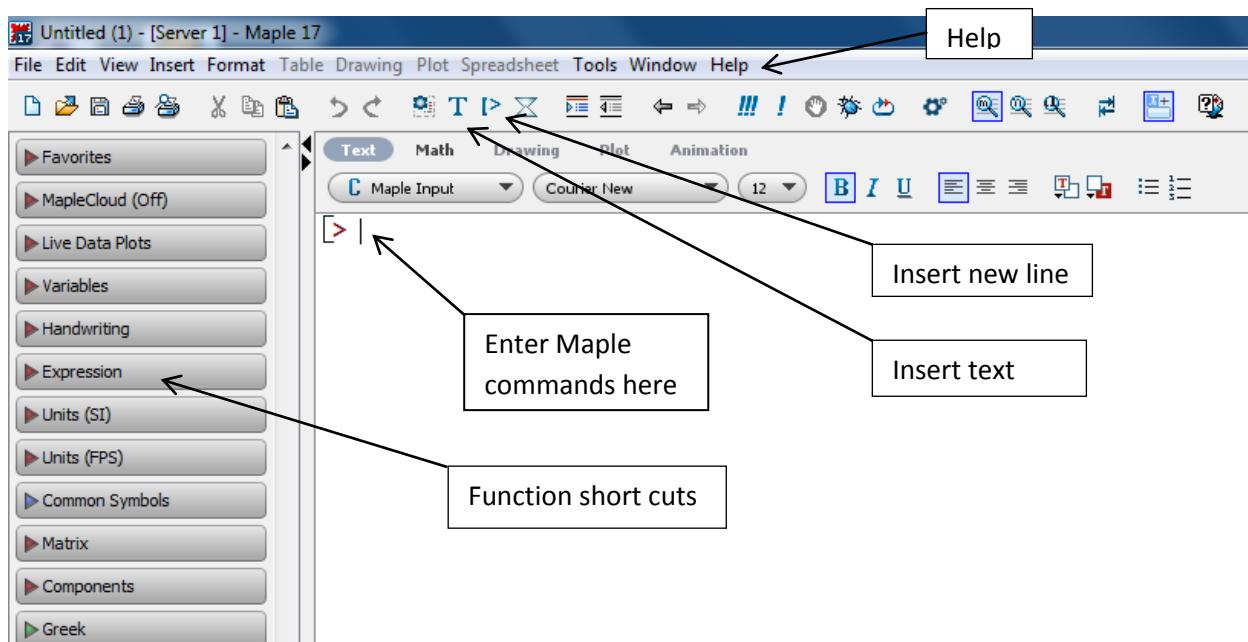 Untitled (1) - [Server 1] - Maple 17
Help
File Edit View Insert Format Table Drawing Plot Spreadsheet Tools Window Help
T
!!! !
Text Math Drawing Plot Animation
C Maple Input Courier New 12 B I U
Favorites
MapleCloud (Off)
Live Data Plots
Variables
Handwriting
Expression
Units (SI)
Units (FPS)
Common Symbols
Matrix
Components
Greek
[>
Insert new line
Enter Maple
commands here
Insert text
Function short cuts